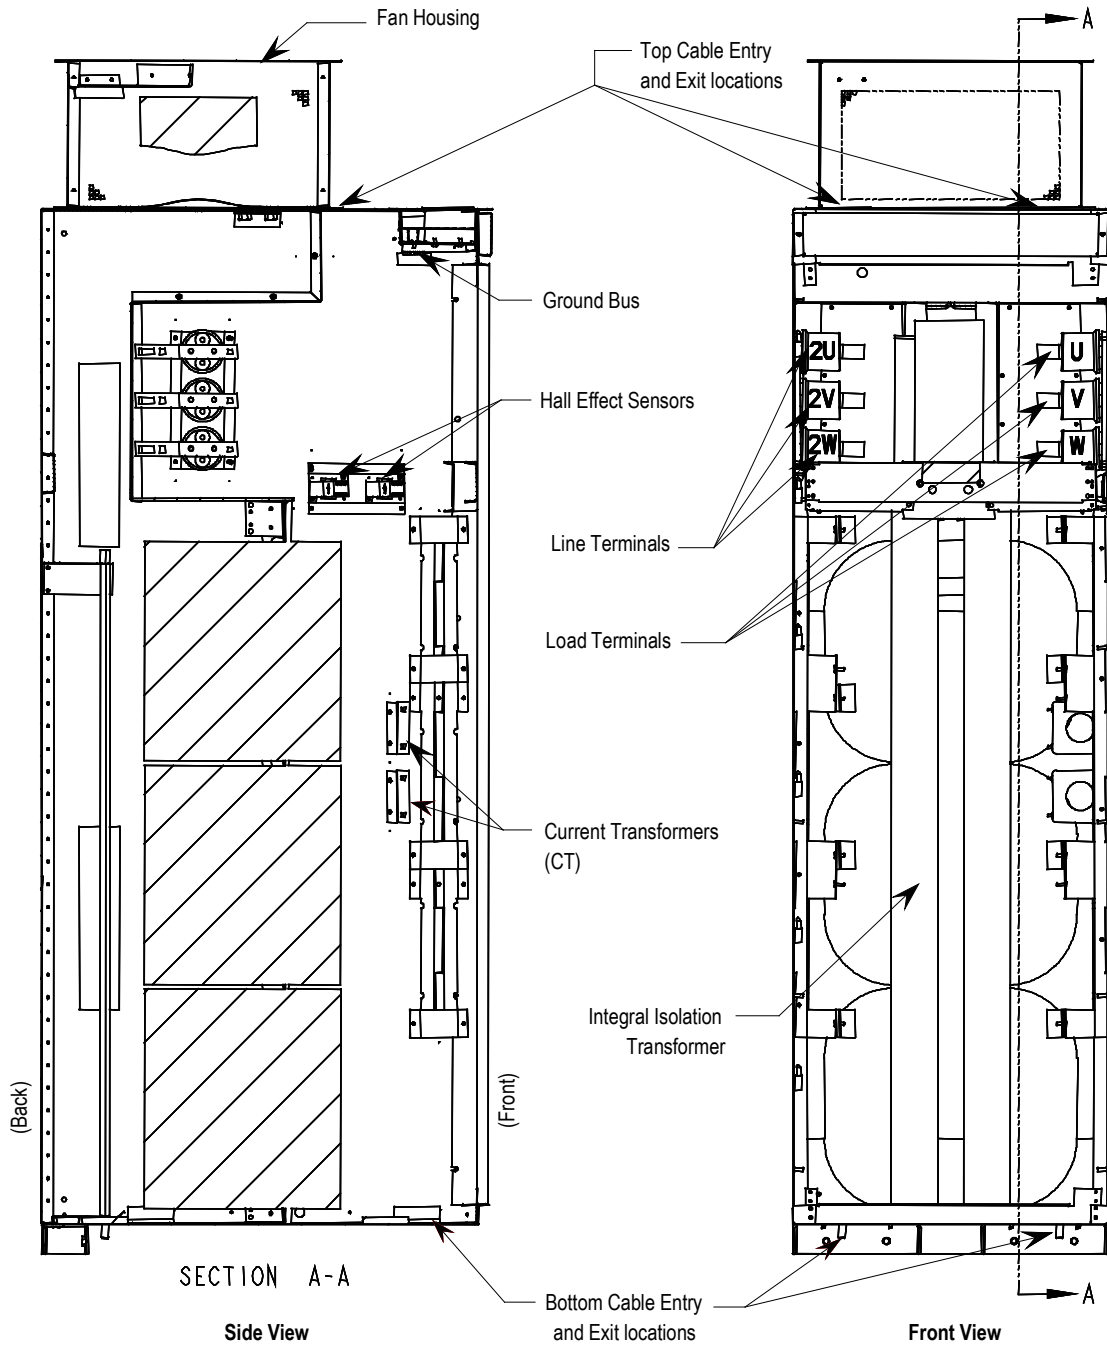 Fan Housing
A
Top Cable Entry
and Exit locations
Ground Bus
2U
U
Hall Effect Sensors
2V
V
2W
W
Line Terminals
Load Terminals
Current Transformers
(CT)
Integral Isolation
Transformer
(Back)
(Front)
SECTION A-A
A
Bottom Cable Entry
and Exit locations
Side View
Front View